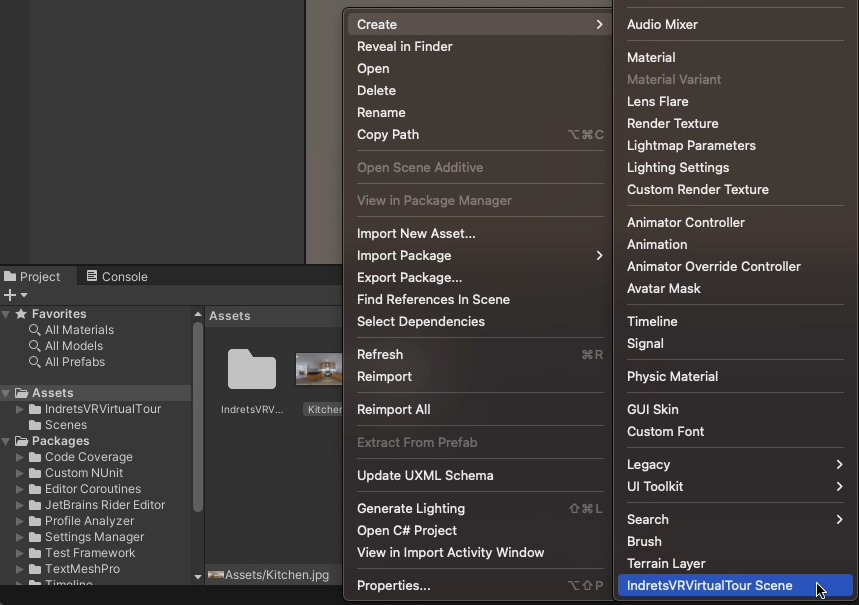 Create
Reveal in Finder
Open
Delete
Rename
Copy Path ⌥⌘C
Open Scene Additive
View in Package Manager
Import New Asset...
Import Package
Export Package...
Find References In Scene
Select Dependencies
Refresh ⌘R
Reimport
Reimport All
Extract From Prefab
Update UXML Schema
Generate Lighting ⇧⌘L
Open C# Project
View in Import Activity Window
Properties... ⌥⇧P
Audio Mixer
Material
Material Variant
Lens Flare
Render Texture
Lightmap Parameters
Lighting Settings
Custom Render Texture
Animator Controller
Animation
Animator Override Controller
Avatar Mask
Timeline
Signal
Physic Material
GUI Skin
Custom Font
Legacy
UI Toolkit
Search
Brush
Terrain Layer
IndretsVRVirtualTour Scene
Project
Console
Favorites
All Materials
All Models
All Prefabs
Assets
IndretsVRVirtualTour
Scenes
Packages
Code Coverage
Custom NUnit
Editor Coroutines
JetBrains Rider Editor
Profile Analyzer
Settings Manager
Test Framework
TextMeshPro
Timeline
Assets
IndretsVRV...
Kitchen
Assets/Kitchen.jpg